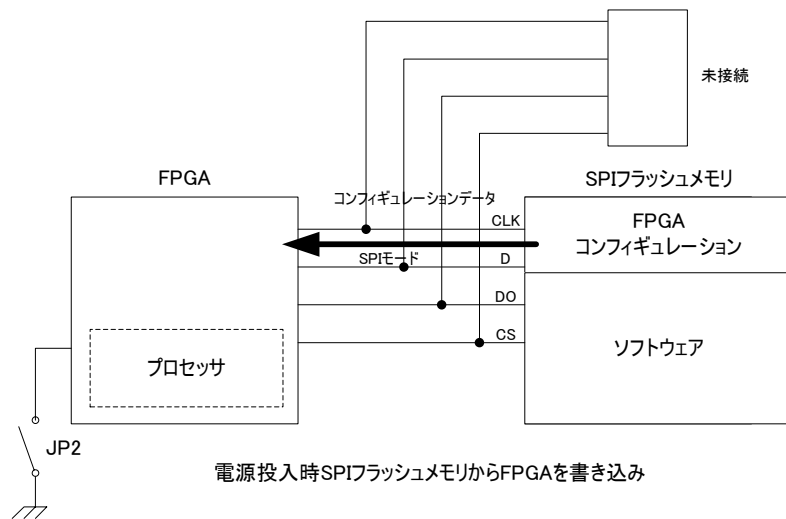 未接続
FPGA
SPIフラッシュメモリ
コンフィギュレーションデータ
CLK
FPGA
コンフィギュレーション
SPIモード
D
DO
CS
プロセッサ
ソフトウェア
JP2
電源投入時SPIフラッシュメモリからFPGAを書き込み